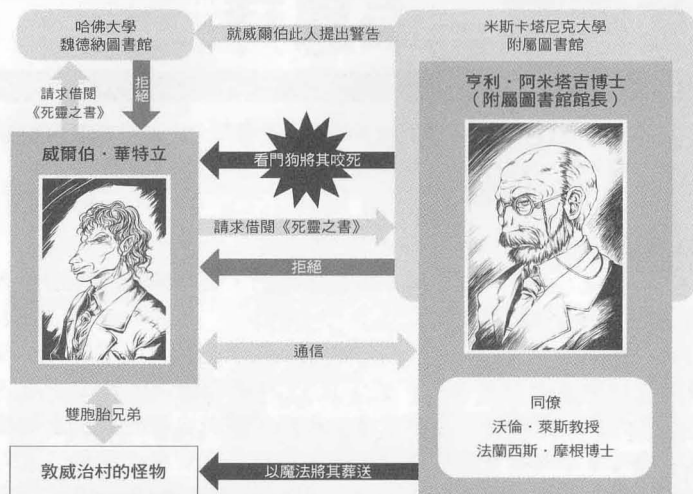 哈佛大學
魏德納圖書館
就威爾伯此人提出警告
米斯卡塔尼克大學
附屬圖書館
請求借閱
《死靈之書》
拒絕
亨利・阿米塔吉博士
（附屬圖書館館長）
威爾伯・華特立
看門狗將其咬死
請求借閱《死靈之書》
拒絕
通信
雙胞胎兄弟
同僚
沃倫・萊斯教授
法蘭西斯・摩根博士
敦威治村的怪物
以魔法將其葬送